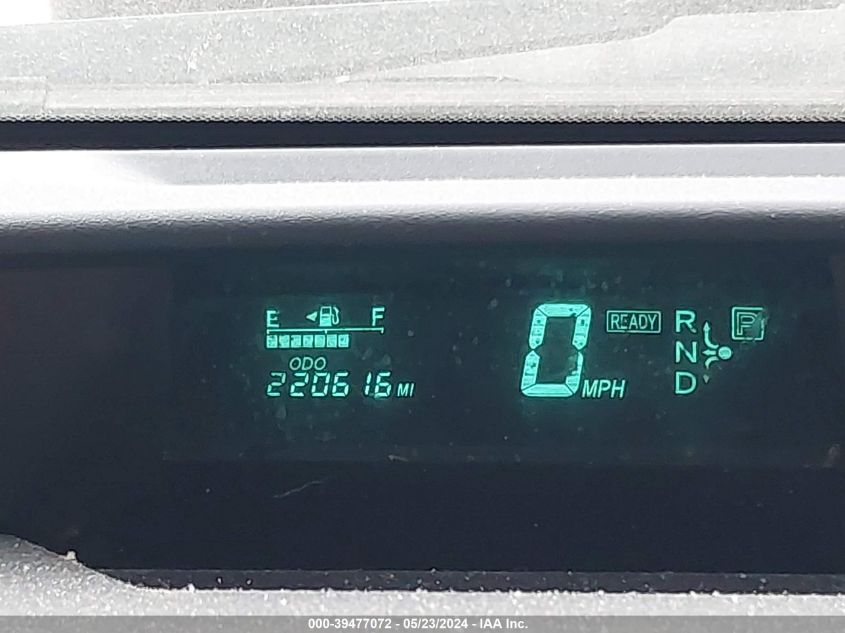 E F
ODO
220616 MI
0 MPH
READY
R
N
D
P
000-39477072 - 05/23/2024 - IAA Inc.